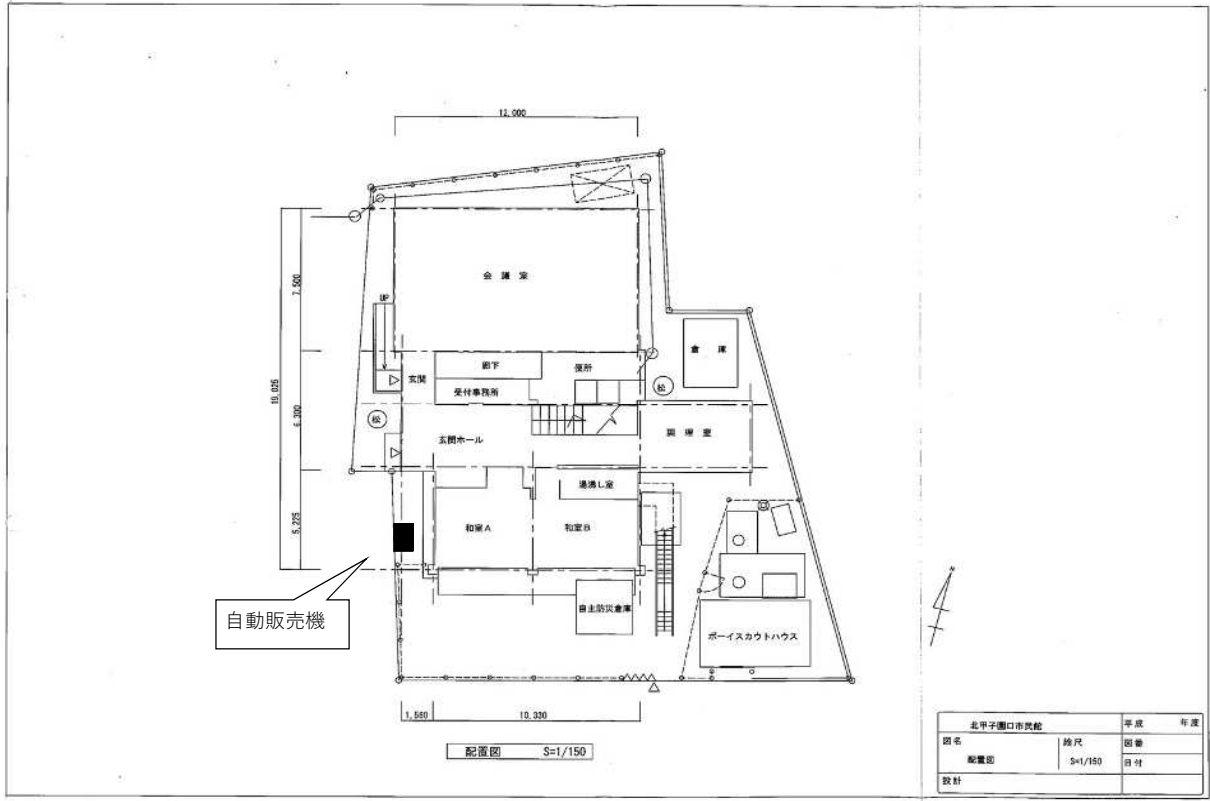 12,000
会議室
7,500
UP
倉庫
廊下
便所
玄関
受付事務所
松
19,025
松
6,300
玄関ホール
調理室
湯沸し室
5,225
和室A
和室B
自動販売機
自主防災倉庫
ボーイスカウトハウス
N
1,560
10,330
配置図 S=1/150
北甲子園口市民館
平成 年度
図名
縮尺
図番
配置図
S=1/150
日付
設計